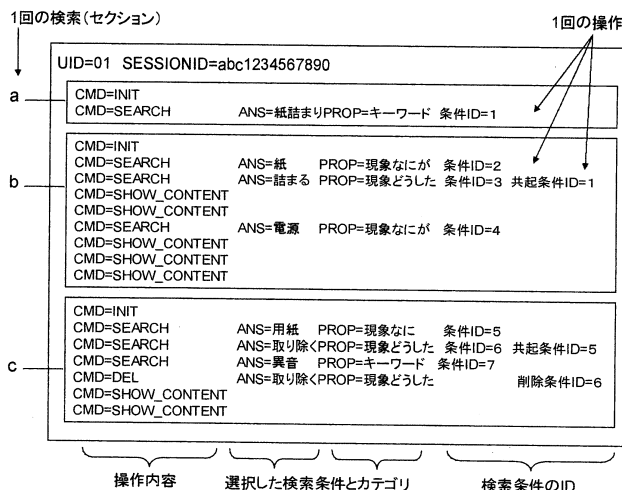 1回の検索(セクション)
1回の操作
UID=01 SESSIONID=abc1234567890
a
CMD=INIT
CMD=SEARCH ANS=紙詰まりPROP=キーワード 条件ID=1
b
CMD=INIT
CMD=SEARCH ANS=紙 PROP=現象なにが 条件ID=2
CMD=SEARCH ANS=詰まる PROP=現象どうした 条件ID=3 共起条件ID=1
CMD=SHOW_CONTENT
CMD=SHOW_CONTENT
CMD=SEARCH ANS=電源 PROP=現象なにが 条件ID=4
CMD=SHOW_CONTENT
CMD=SHOW_CONTENT
CMD=SHOW_CONTENT
c
CMD=INIT
CMD=SEARCH ANS=用紙 PROP=現象なに 条件ID=5
CMD=SEARCH ANS=取り除くPROP=現象どうした 条件ID=6 共起条件ID=5
CMD=SEARCH ANS=異音 PROP=キーワード 条件ID=7
CMD=DEL ANS=取り除くPROP=現象どうした 削除条件ID=6
CMD=SHOW_CONTENT
CMD=SHOW_CONTENT
操作内容 選択した検索条件とカテゴリ 検索条件のID